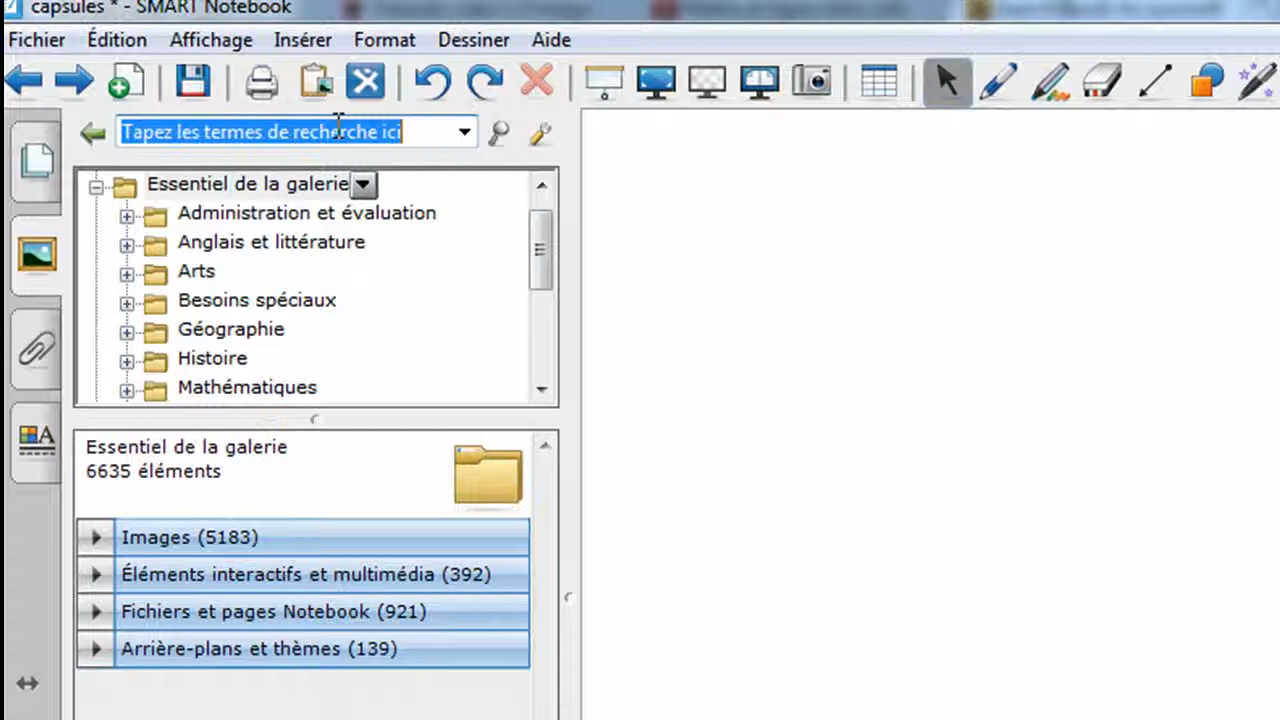 capsules * - SMART Notebook
Fichier Édition Affichage Insérer Format Dessiner Aide
Tapez les termes de recherche ici
Essentiel de la galerie
Administration et évaluation
Anglais et littérature
Arts
Besoins spéciaux
Géographie
Histoire
Mathématiques
Essentiel de la galerie
6635 éléments
Images (5183)
Éléments interactifs et multimédia (392)
Fichiers et pages Notebook (921)
Arrière-plans et thèmes (139)